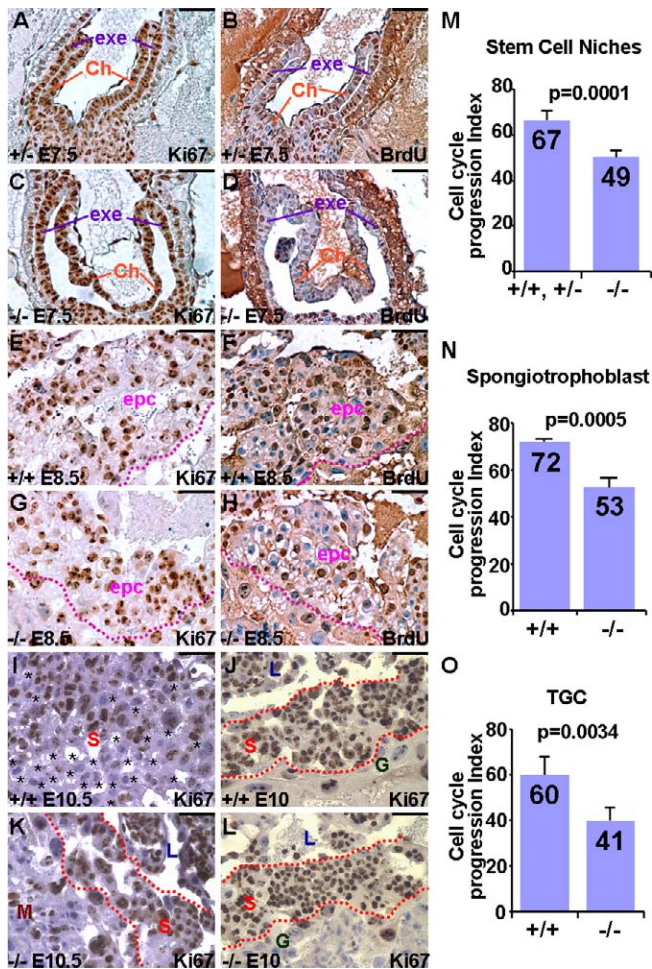 A
exe
Ch
+/- E7.5 Ki67
B
exe
Ch
+/- E7.5 BrdU
C
exe
Ch
-/- E7.5 Ki67
D
exe
Ch
-/- E7.5 BrdU
E
epc
+/+ E8.5 Ki67
F
epc
+/+ E8.5 BrdU
G
epc
-/- E8.5 Ki67
H
epc
-/- E8.5 BrdU
I
* * * * * * * * * * * * * * * * * * * * * * *
S
+/+ E10.5 Ki67
J
L
S
G
+/+ E10 Ki67
K
L
M
S
-/- E10.5 Ki67
L
L
S
G
-/- E10 Ki67
M
Stem Cell Niches
Cell cycle
progression Index
80
60
40
20
0
p=0.0001
67
49
+/+, +/- -/-
N
Spongiotrophoblast
Cell cycle
progression Index
80
60
40
20
0
p=0.0005
72
53
+/+ -/-
O
TGC
Cell cycle
progression Index
80
60
40
20
0
p=0.0034
60
41
+/+ -/-